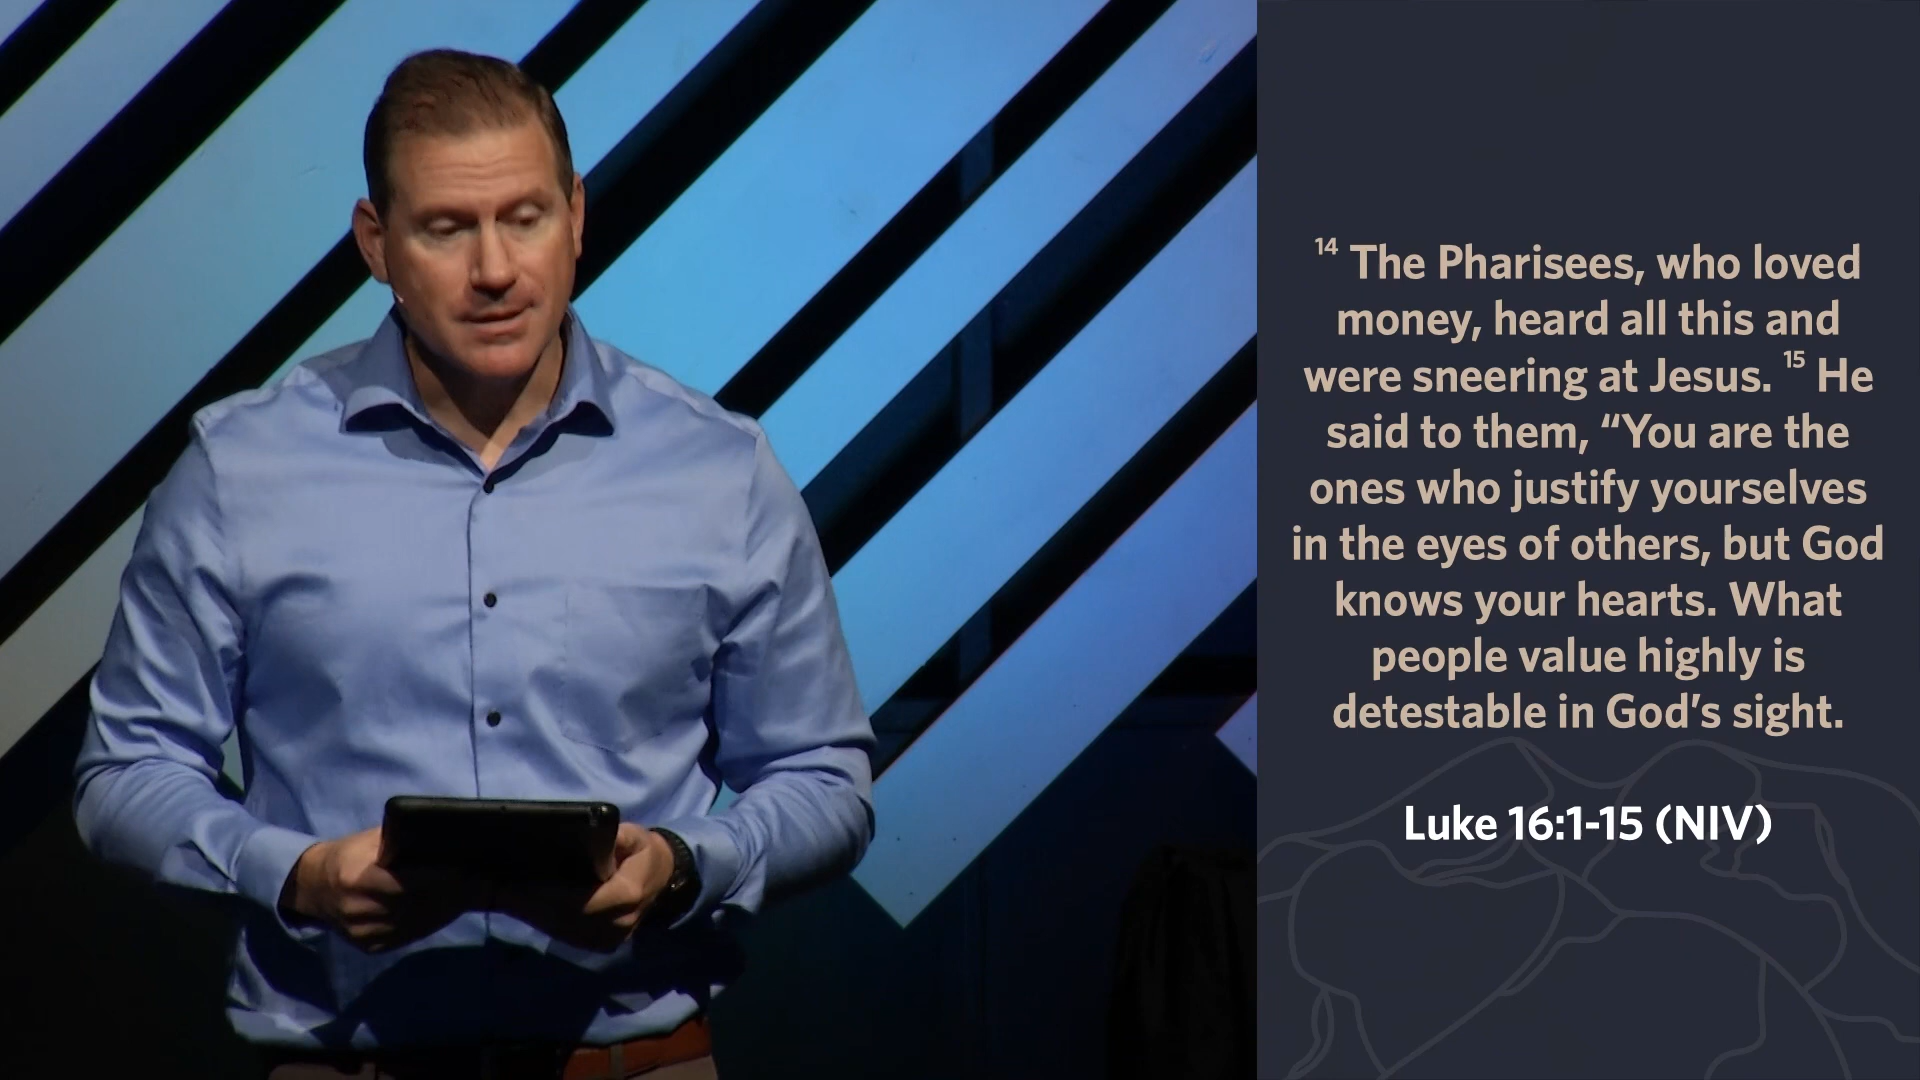 14 The Pharisees, who loved
money, heard all this and
were sneering at Jesus. 15 He
said to them, “You are the
ones who justify yourselves
in the eyes of others, but God
knows your hearts. What
people value highly is
detestable in God’s sight.
Luke 16:1-15 (NIV)